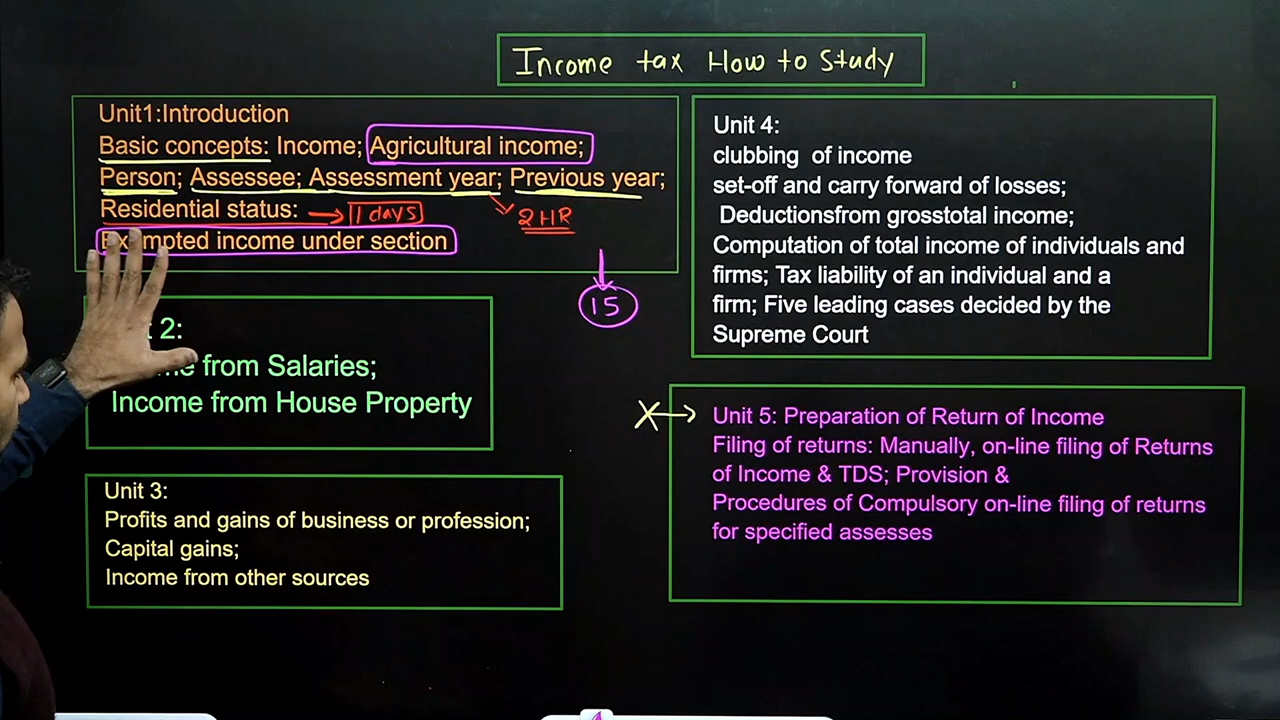 Income tax How to Study
Unit1:Introduction
Basic concepts: Income; Agricultural income;
Person; Assessee; Assessment year; Previous year;
Residential status: → 11 days
2 HR
Exempted income under section
15
2:
from Salaries;
Income from House Property
Unit 3:
Profits and gains of business or profession;
Capital gains;
Income from other sources
Unit 4:
clubbing of income
set-off and carry forward of losses;
Deductionsfrom grosstotal income;
Computation of total income of individuals and
firms; Tax liability of an individual and a
firm; Five leading cases decided by the
Supreme Court
X → Unit 5: Preparation of Return of Income
Filing of returns: Manually, on-line filing of Returns
of Income & TDS; Provision &
Procedures of Compulsory on-line filing of returns
for specified assesses